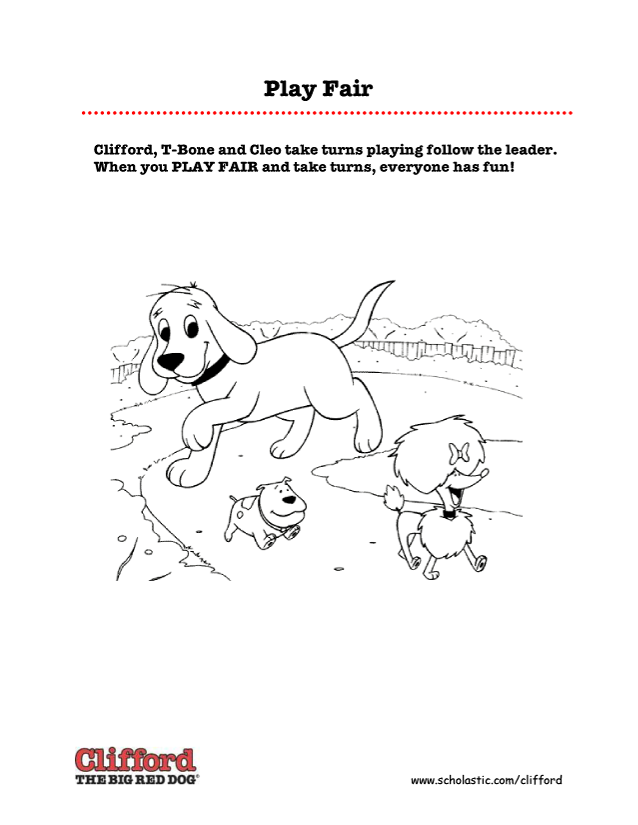 Play Fair
Clifford, T-Bone and Cleo take turns playing follow the leader.
When you PLAY FAIR and take turns, everyone has fun!
Clifford
THE BIG RED DOG®
www.scholastic.com/clifford